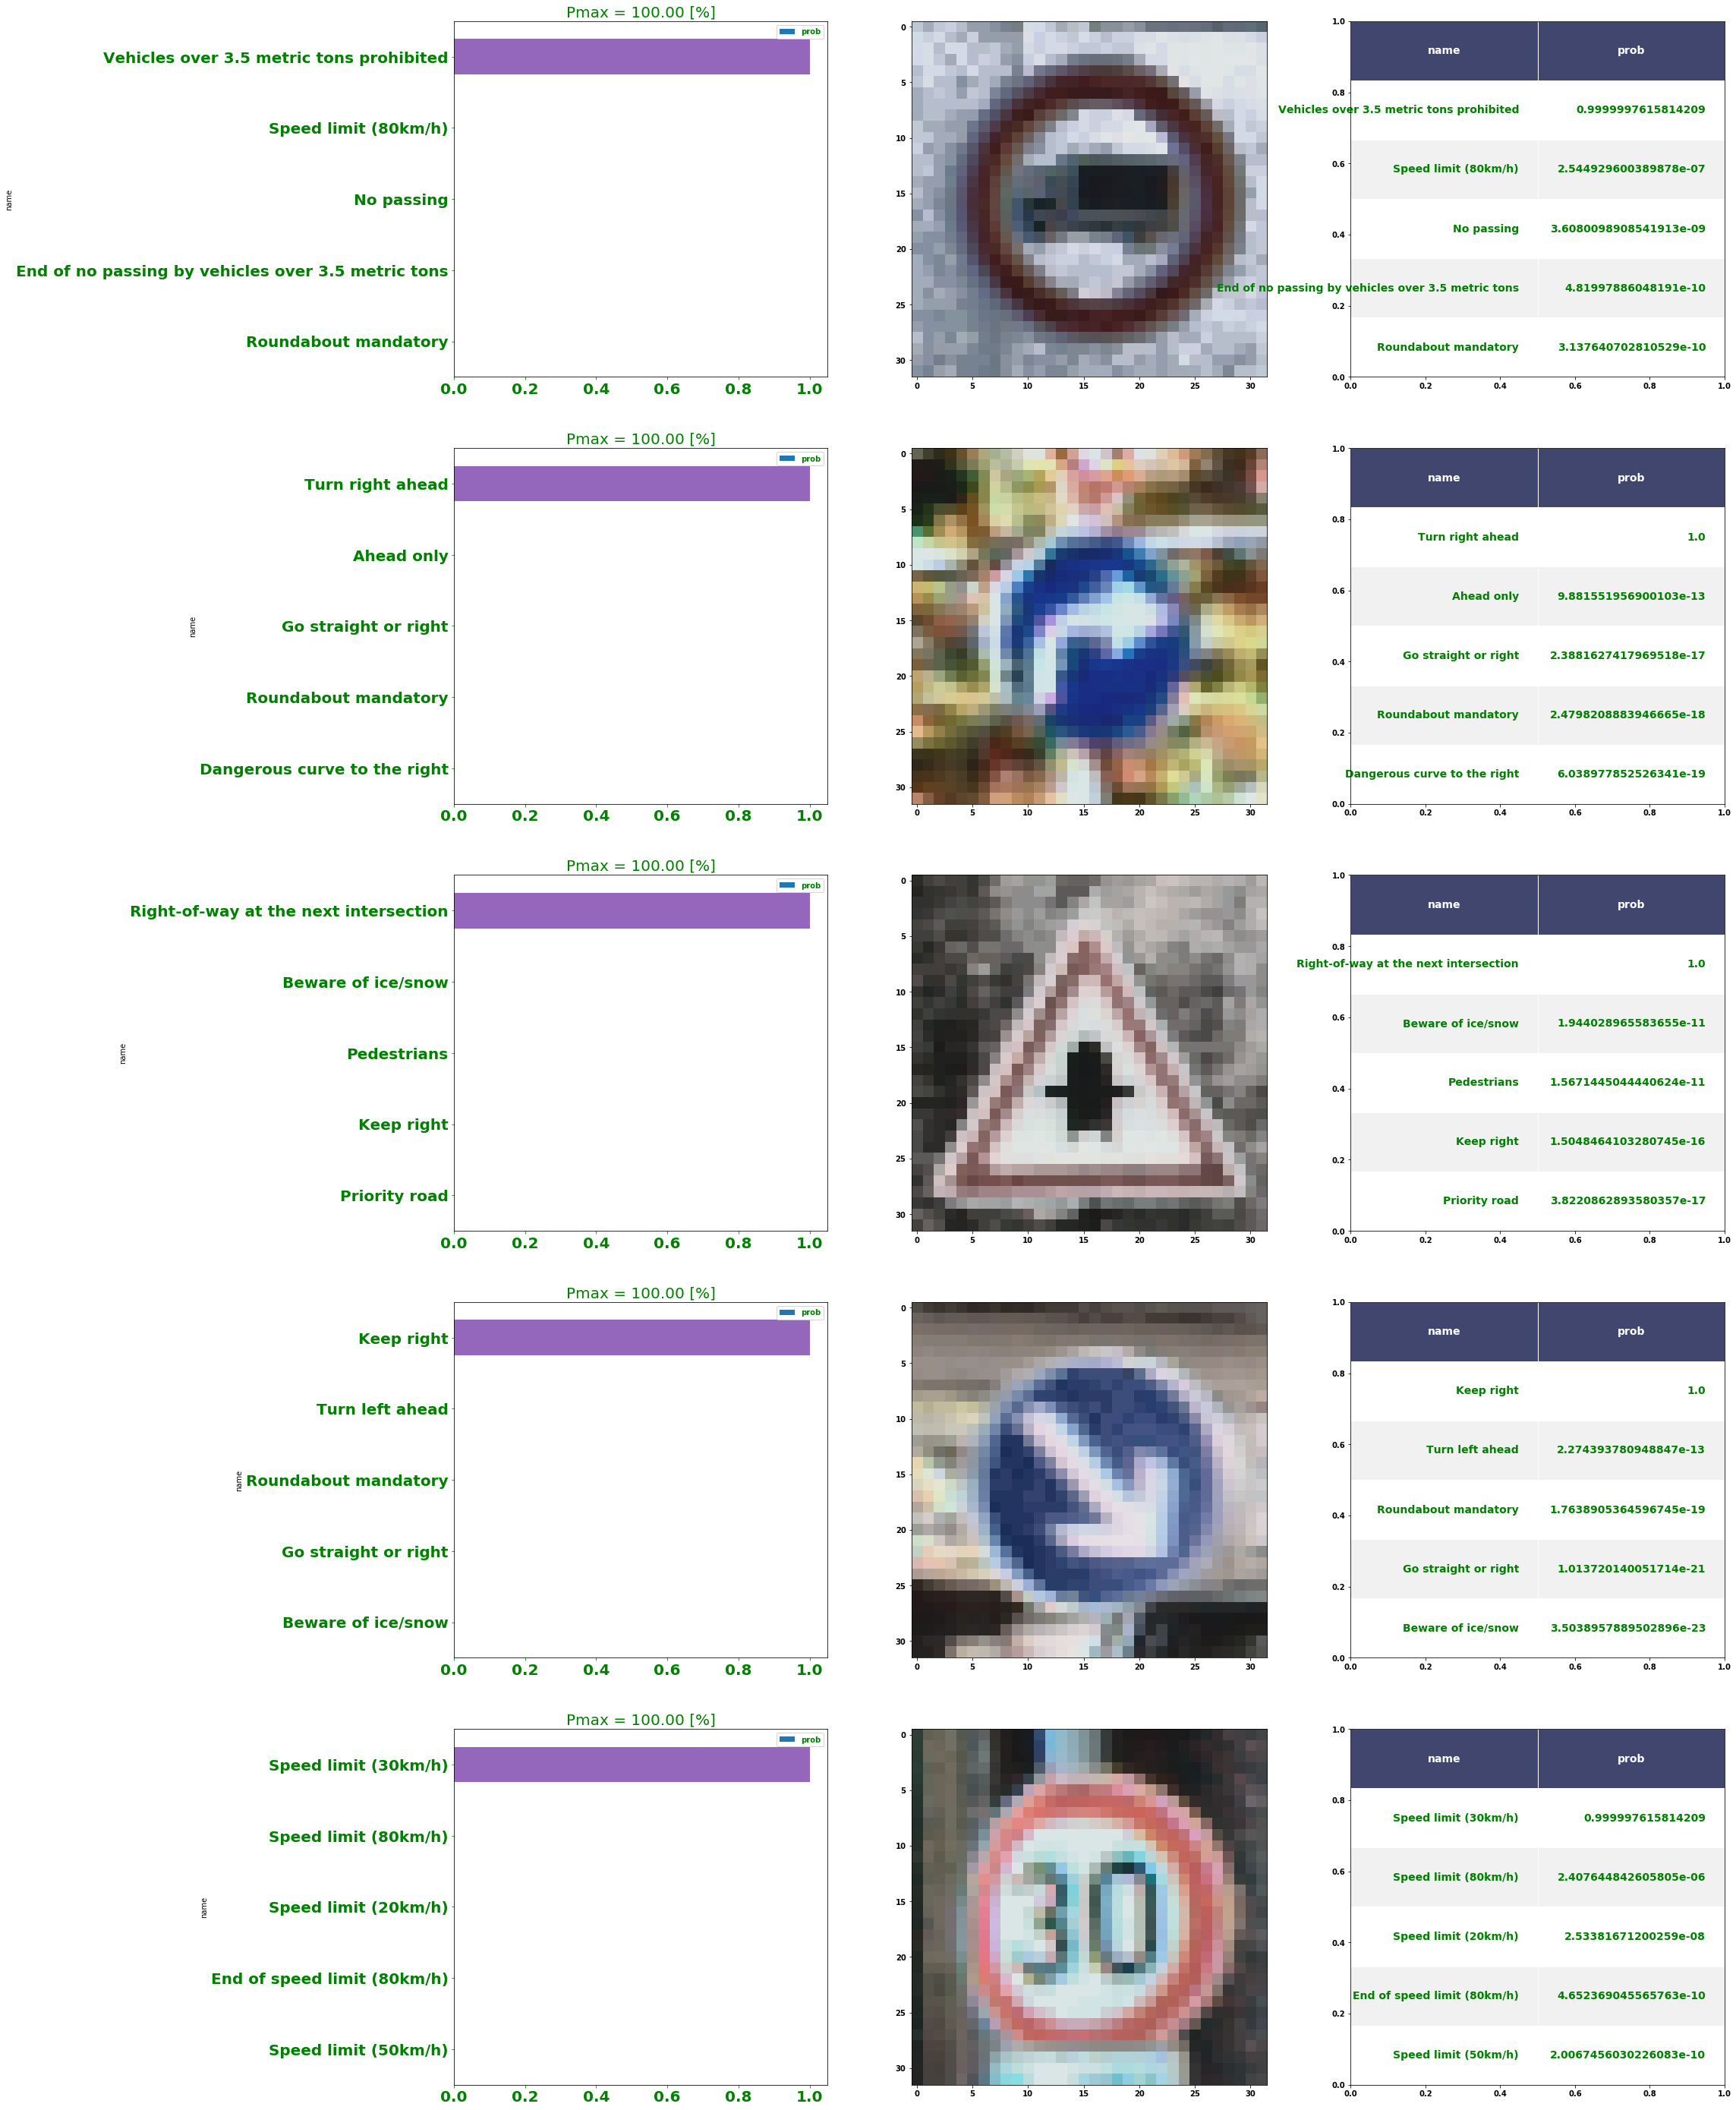 Pmax = 100.00 [%]
prob
name
Vehicles over 3.5 metric tons prohibited
Speed limit (80km/h)
No passing
End of no passing by vehicles over 3.5 metric tons
Roundabout mandatory
0.0 0.2 0.4 0.6 0.8 1.0
0
5
10
15
20
25
30
0 5 10 15 20 25 30
1.0
0.8
0.6
0.4
0.2
0.0
name prob
Vehicles over 3.5 metric tons prohibited 0.9999997615814209
Speed limit (80km/h) 2.544929600389878e-07
No passing 3.6080098908541913e-09
End of no passing by vehicles over 3.5 metric tons 4.81997886048191e-10
Roundabout mandatory 3.137640702810529e-10
0.0 0.2 0.4 0.6 0.8 1.0
Pmax = 100.00 [%]
prob
name
Turn right ahead
Ahead only
Go straight or right
Roundabout mandatory
Dangerous curve to the right
0.0 0.2 0.4 0.6 0.8 1.0
0
5
10
15
20
25
30
0 5 10 15 20 25 30
1.0
0.8
0.6
0.4
0.2
0.0
name prob
Turn right ahead 1.0
Ahead only 9.881551956900103e-13
Go straight or right 2.3881627417969518e-17
Roundabout mandatory 2.4798208883946665e-18
Dangerous curve to the right 6.038977852526341e-19
0.0 0.2 0.4 0.6 0.8 1.0
Pmax = 100.00 [%]
prob
name
Right-of-way at the next intersection
Beware of ice/snow
Pedestrians
Keep right
Priority road
0.0 0.2 0.4 0.6 0.8 1.0
0
5
10
15
20
25
30
0 5 10 15 20 25 30
1.0
0.8
0.6
0.4
0.2
0.0
name prob
Right-of-way at the next intersection 1.0
Beware of ice/snow 1.944028965583655e-11
Pedestrians 1.5671445044440624e-11
Keep right 1.5048464103280745e-16
Priority road 3.8220862893580357e-17
0.0 0.2 0.4 0.6 0.8 1.0
Pmax = 100.00 [%]
prob
name
Keep right
Turn left ahead
Roundabout mandatory
Go straight or right
Beware of ice/snow
0.0 0.2 0.4 0.6 0.8 1.0
0
5
10
15
20
25
30
0 5 10 15 20 25 30
1.0
0.8
0.6
0.4
0.2
0.0
name prob
Keep right 1.0
Turn left ahead 2.274393780948847e-13
Roundabout mandatory 1.7638905364596745e-19
Go straight or right 1.013720140051714e-21
Beware of ice/snow 3.5038957889502896e-23
0.0 0.2 0.4 0.6 0.8 1.0
Pmax = 100.00 [%]
prob
name
Speed limit (30km/h)
Speed limit (80km/h)
Speed limit (20km/h)
End of speed limit (80km/h)
Speed limit (50km/h)
0.0 0.2 0.4 0.6 0.8 1.0
0
5
10
15
20
25
30
30
0 5 10 15 20 25 30
1.0
0.8
0.6
0.4
0.2
0.0
name prob
Speed limit (30km/h) 0.999997615814209
Speed limit (80km/h) 2.407644842605805e-06
Speed limit (20km/h) 2.53381671200259e-08
End of speed limit (80km/h) 4.652369045565763e-10
Speed limit (50km/h) 2.0067456030226083e-10
0.0 0.2 0.4 0.6 0.8 1.0